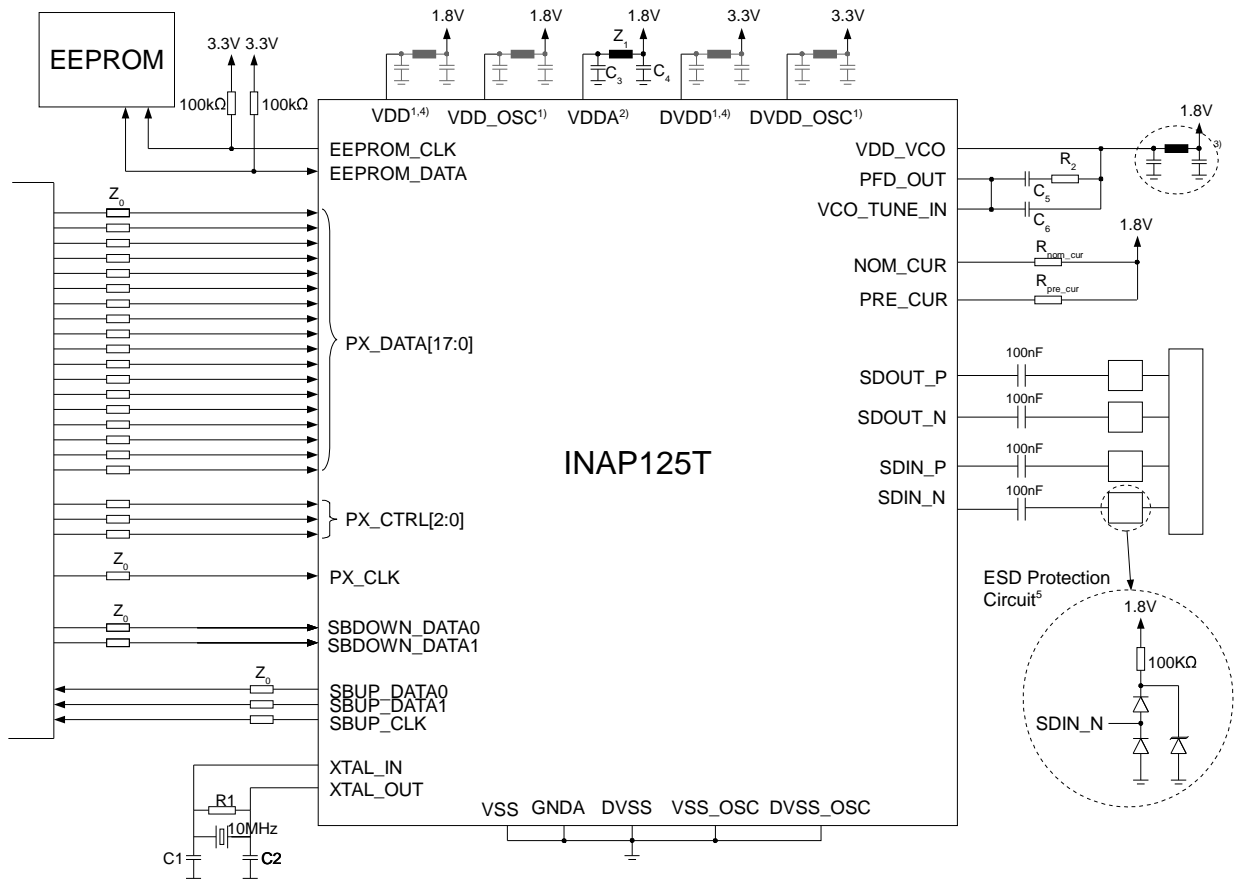 EEPROM
3.3V 3.3V
100kΩ 100kΩ
1.8V 1.8V 1.8V 3.3V 3.3V
Z1
C3 C4
VDD1,4) VDD_OSC1) VDDA2) DVDD1,4) DVDD_OSC1)
EEPROM_CLK
EEPROM_DATA
Z0
PX_DATA[17:0]
PX_CTRL[2:0]
Z0
PX_CLK
Z0
SBDOWN_DATA0
SBDOWN_DATA1
Z0
SBUP_DATA0
SBUP_DATA1
SBUP_CLK
XTAL_IN
XTAL_OUT
R1
10MHz
C1 C2
INAP125T
VSS GNDA DVSS VSS_OSC DVSS_OSC
1.8V
3)
VDD_VCO
R2
PFD_OUT
C5
VCO_TUNE_IN
C6
1.8V
NOM_CUR
Rnom_cur
PRE_CUR
Rpre_cur
100nF
SDOUT_P
100nF
SDOUT_N
100nF
SDIN_P
100nF
SDIN_N
ESD Protection
Circuit5
1.8V
100KΩ
SDIN_N